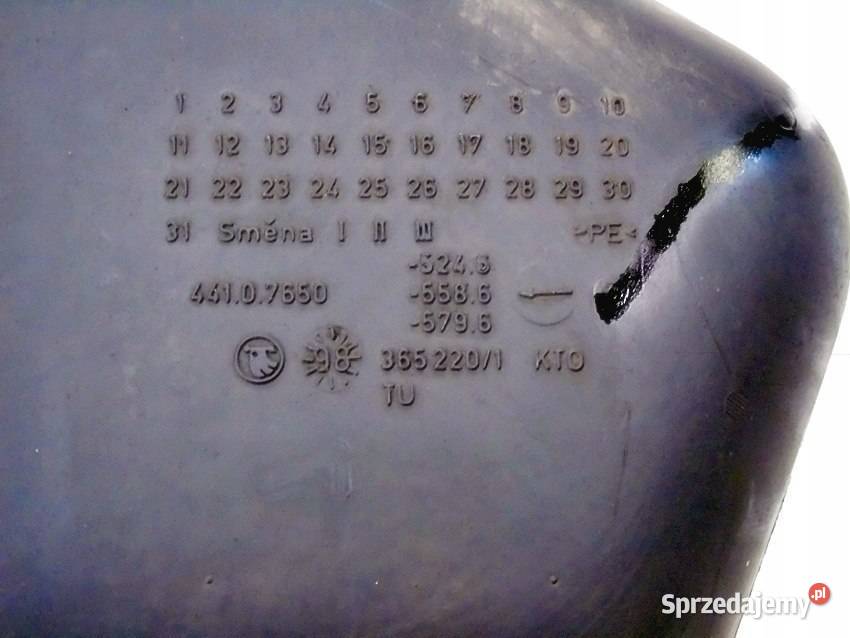 1 2 3 4 5 6 7 8 9 10
11 12 13 14 15 16 17 18 19 20
21 22 23 24 25 26 27 28 29 30
31 Směna I II III >PE<
-524.6
441.0.7650 -558.6
-579.6
98 365 220/1 KTO
TU
Sprzedajemy.pl